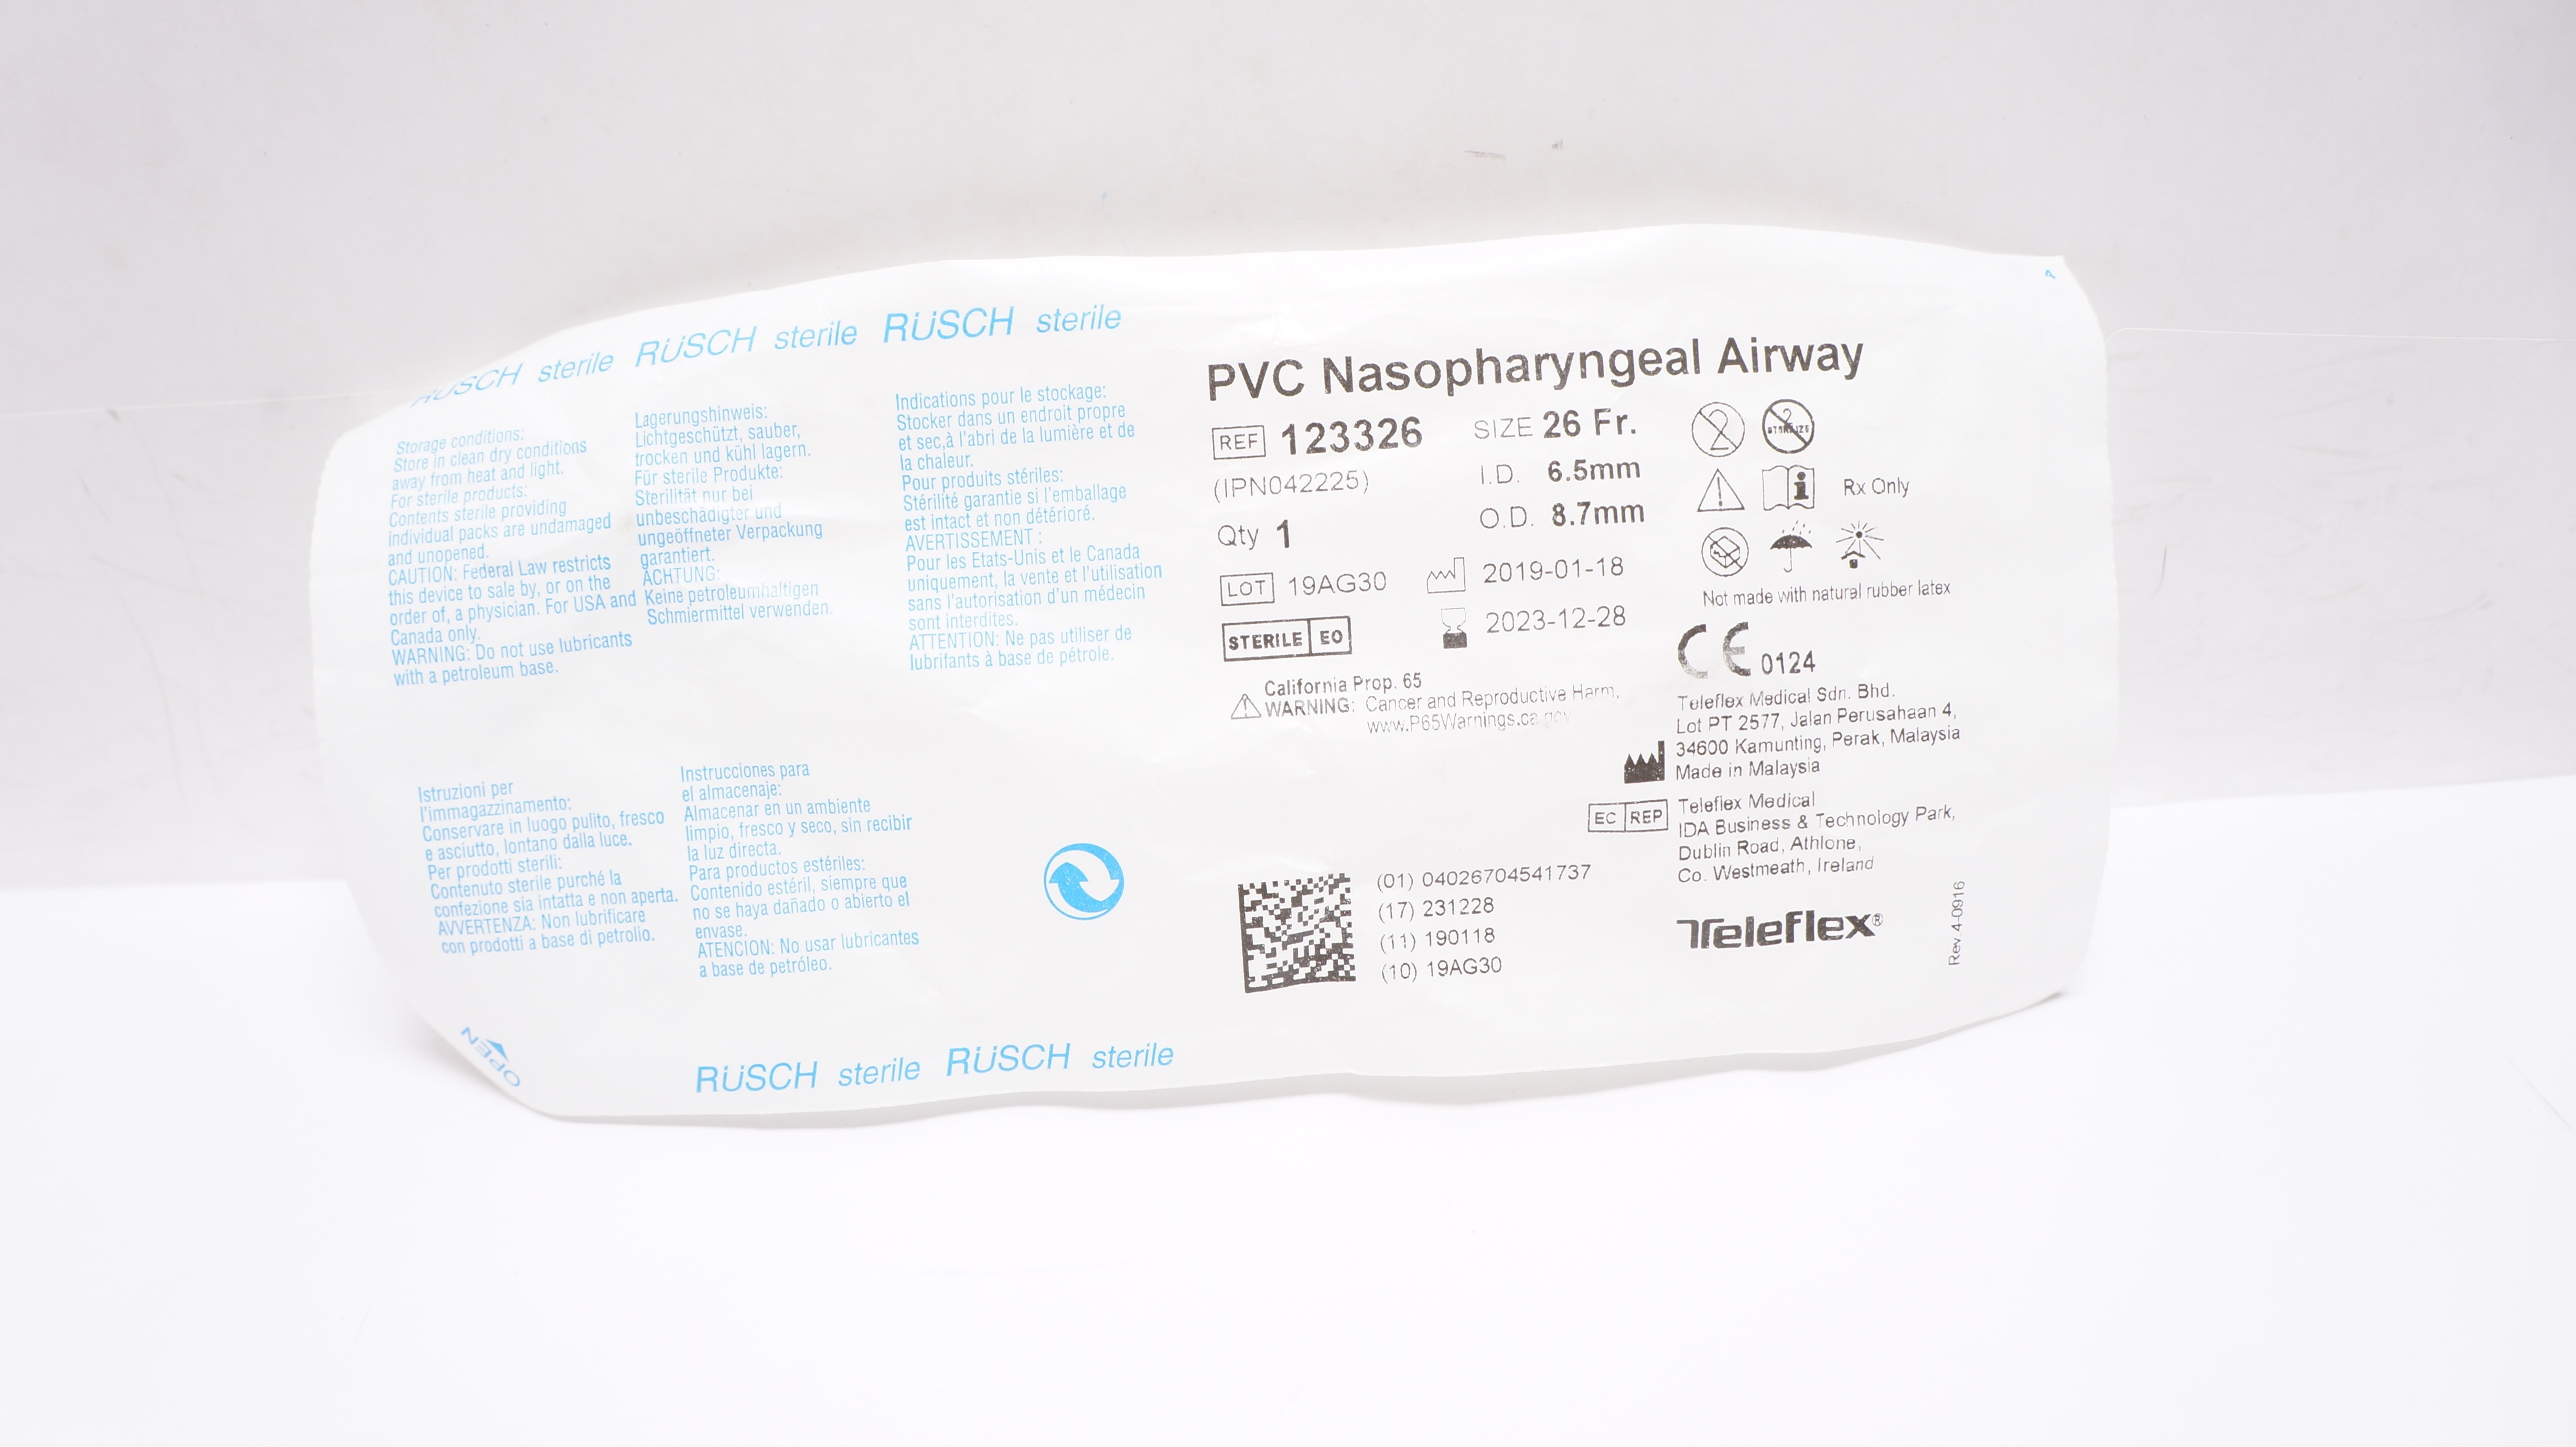 RÜSCH sterile RÜSCH sterile RÜSCH sterile
Storage conditions:
Store in clean dry conditions
away from heat and light.
For sterile products:
Contents sterile providing
individual packs are undamaged
and unopened.
CAUTION: Federal Law restricts
this device to sale by, or on the
order of, a physician. For USA and
Canada only.
WARNING: Do not use lubricants
with a petroleum base.
Lagerungshinweis:
Lichtgeschützt, sauber,
trocken und kühl lagern.
Für sterile Produkte:
Sterilität nur bei
unbeschädigter und
ungeöffneter Verpackung
garantiert.
ACHTUNG:
Keine petroleumhaltigen
Schmiermittel verwenden.
Indications pour le stockage:
Stocker dans un endroit propre
et sec,à l'abri de la lumière et de
la chaleur.
Pour produits stériles:
Stérilité garantie si l'emballage
est intact et non détérioré.
AVERTISSEMENT :
Pour les Etats-Unis et le Canada
uniquement, la vente et l'utilisation
sans l'autorisation d'un médecin
sont interdites.
ATTENTION: Ne pas utiliser de
lubrifants à base de pétrole.
Istruzioni per
l'immagazzinamento:
Conservare in luogo pulito, fresco
e asciutto, lontano dalla luce.
Per prodotti sterili:
Contenuto sterile purché la
confezione sia intatta e non aperta.
AVVERTENZA: Non lubrificare
con prodotti a base di petrolio.
Instrucciones para
el almacenaje:
Almacenar en un ambiente
limpio, fresco y seco, sin recibir
la luz directa.
Para productos estériles:
Contenido estéril, siempre que
no se haya dañado o abierto el
envase.
ATENCION: No usar lubricantes
a base de petróleo.
OPEN
RÜSCH sterile RÜSCH sterile
PVC Nasopharyngeal Airway
REF 123326
(IPN042225)
Qty 1
LOT 19AG30
STERILE EO
SIZE 26 Fr.
I.D. 6.5mm
O.D. 8.7mm
2019-01-18
2023-12-28
2
2
STERILIZE
Rx Only
Not made with natural rubber latex
CE 0124
California Prop. 65
WARNING: Cancer and Reproductive Harm,
www.P65Warnings.ca.gov
Teleflex Medical Sdn. Bhd.
Lot PT 2577, Jalan Perusahaan 4,
34600 Kamunting, Perak, Malaysia
Made in Malaysia
EC REP
Teleflex Medical
IDA Business & Technology Park,
Dublin Road, Athlone,
Co. Westmeath, Ireland
(01) 04026704541737
(17) 231228
(11) 190118
(10) 19AG30
Teleflex®
Rev.4-0916